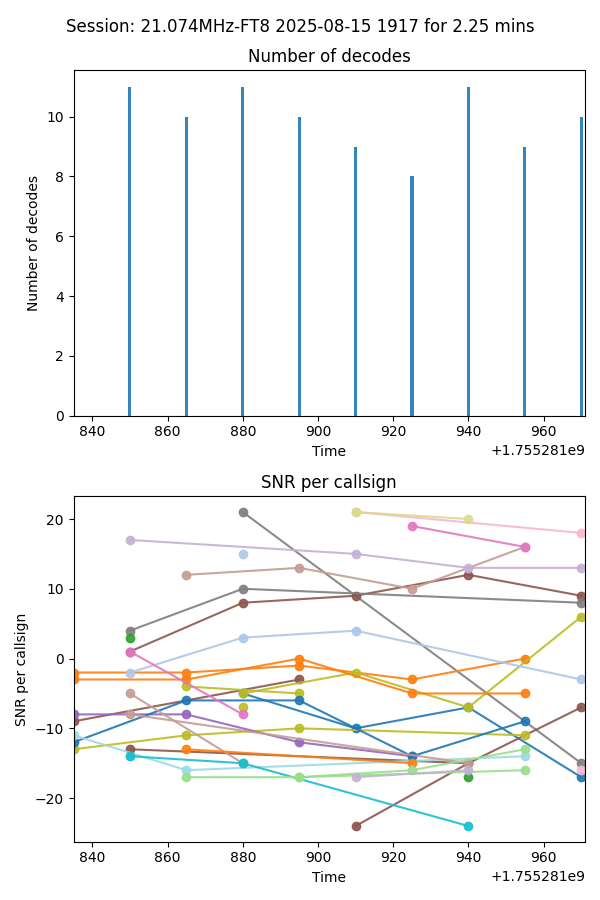 Session: 21.074MHz-FT8 2025-08-15 1917 for 2.25 mins
Number of decodes
10
8
6
4
2
0
Number of decodes
840 860 880 900 920 940 960
Time
+1.755281e9
SNR per callsign
20
10
0
−10
−20
SNR per callsign
840 860 880 900 920 940 960
Time
+1.755281e9